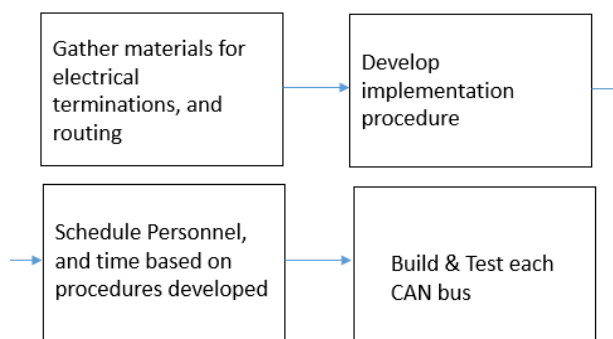 Gather materials for
electrical
terminations, and
routing
Develop
implementation
procedure
Schedule Personnel,
and time based on
procedures developed
Build & Test each
CAN bus